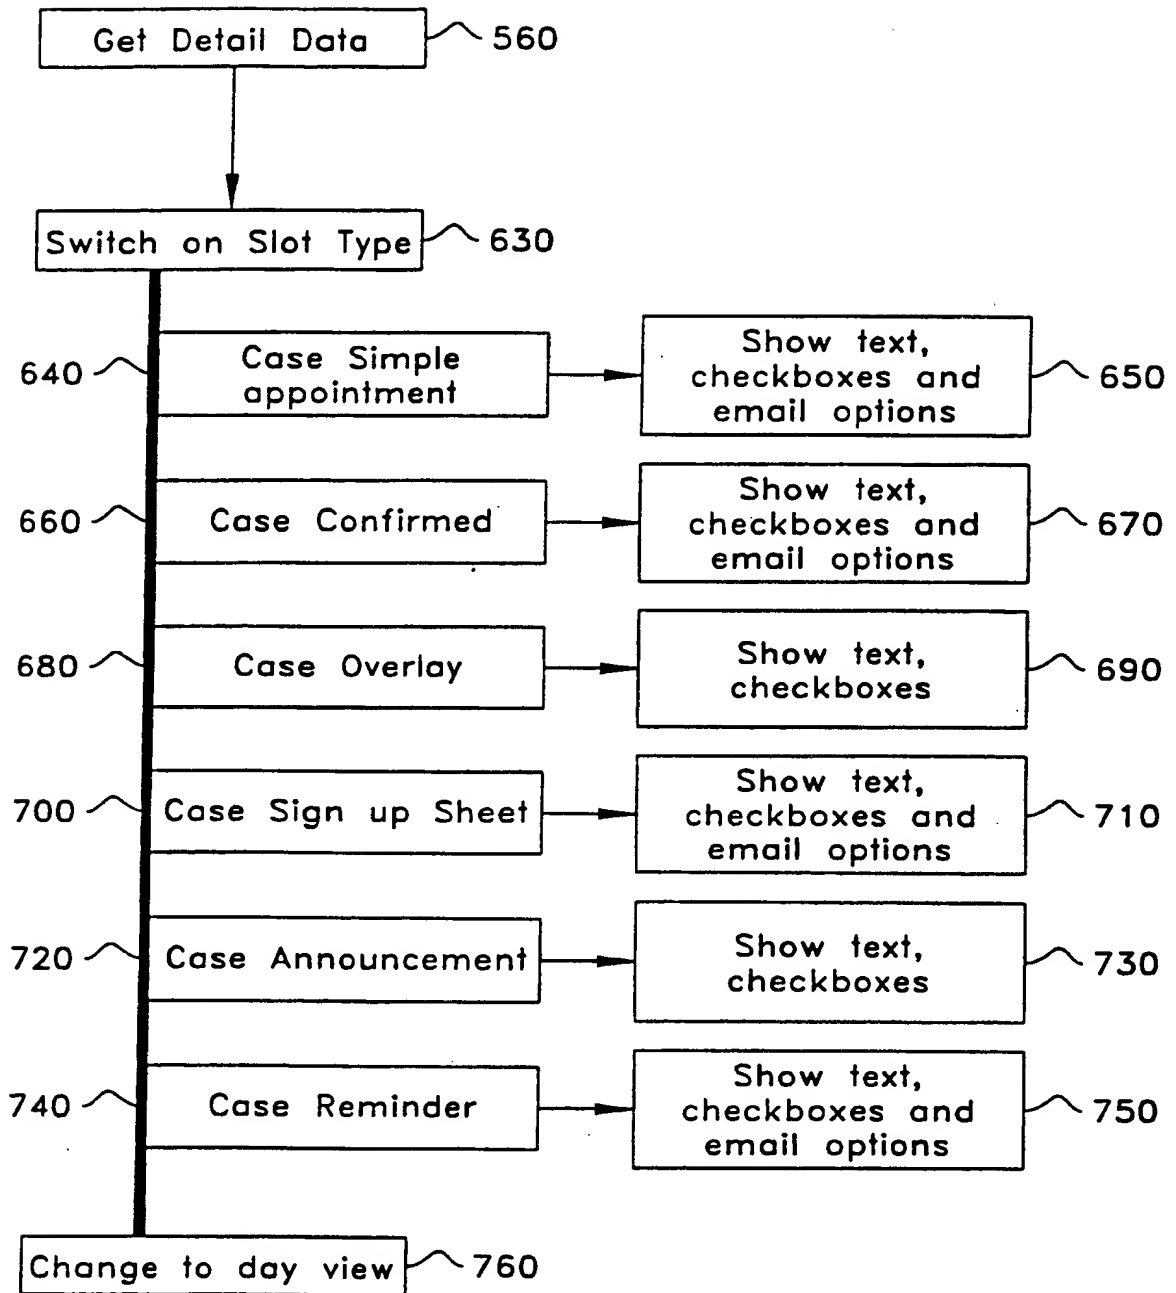 Get Detail Data
560
Switch on Slot Type
630
640
Case Simple
appointment
Show text,
checkboxes and
email options
650
660
Case Confirmed
Show text,
checkboxes and
email options
670
680
Case Overlay
Show text,
checkboxes
690
700
Case Sign up Sheet
Show text,
checkboxes and
email options
710
720
Case Announcement
Show text,
checkboxes
730
740
Case Reminder
Show text,
checkboxes and
email options
750
Change to day view
760